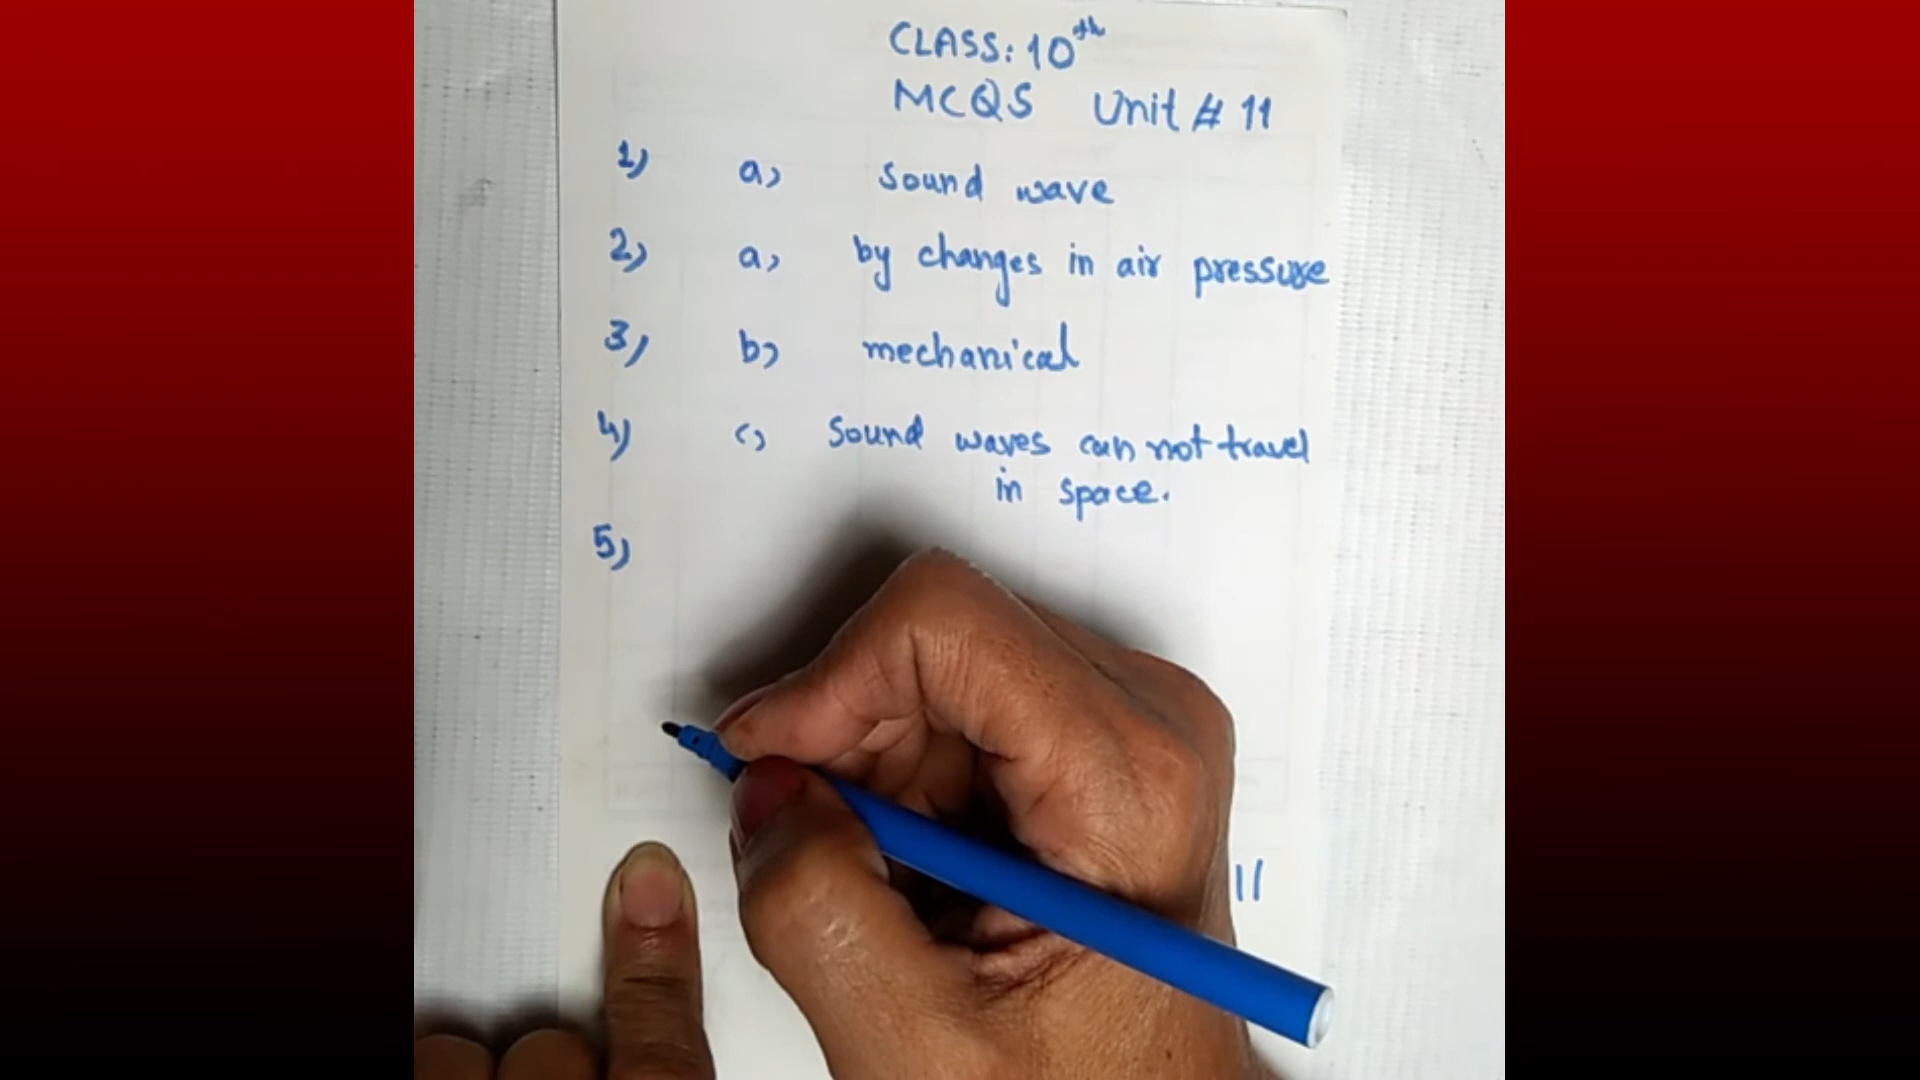 CLASS: 10th
MCQS Unit # 11
1) a) Sound wave
2) a) by changes in air pressure
3) b) mechanical
4) c) Sound waves can not travel
in space.
5)
11